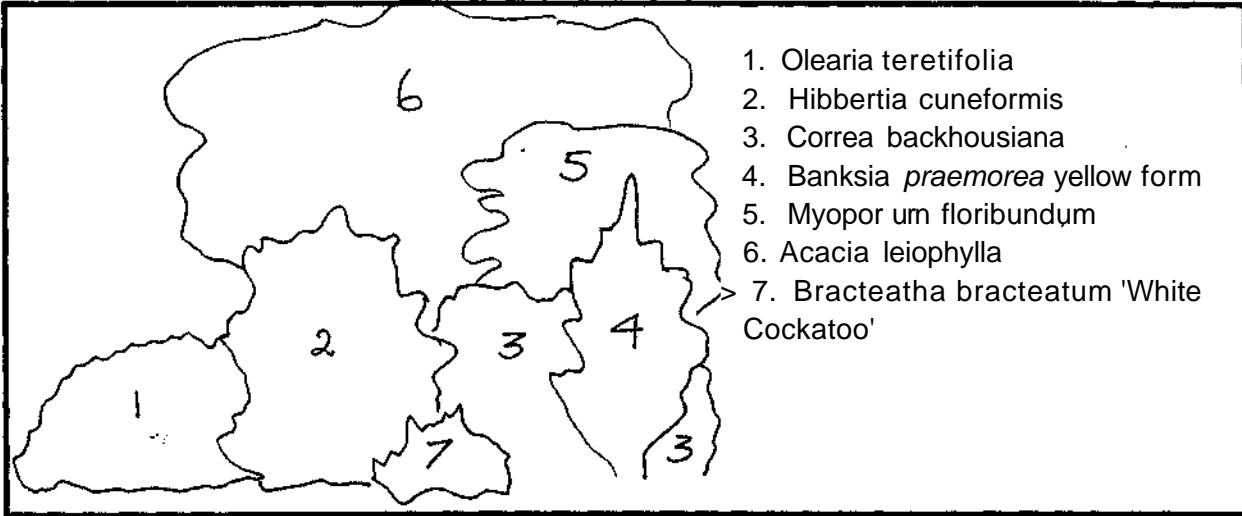 6
5
4
2
3
1
7
3
1. Olearia teretifolia
2. Hibbertia cuneformis
3. Correa backhousiana
4. Banksia praemorea yellow form
5. Myopor um floribundum
6. Acacia leiophylla
> 7. Bracteatha bracteatum 'White
Cockatoo'